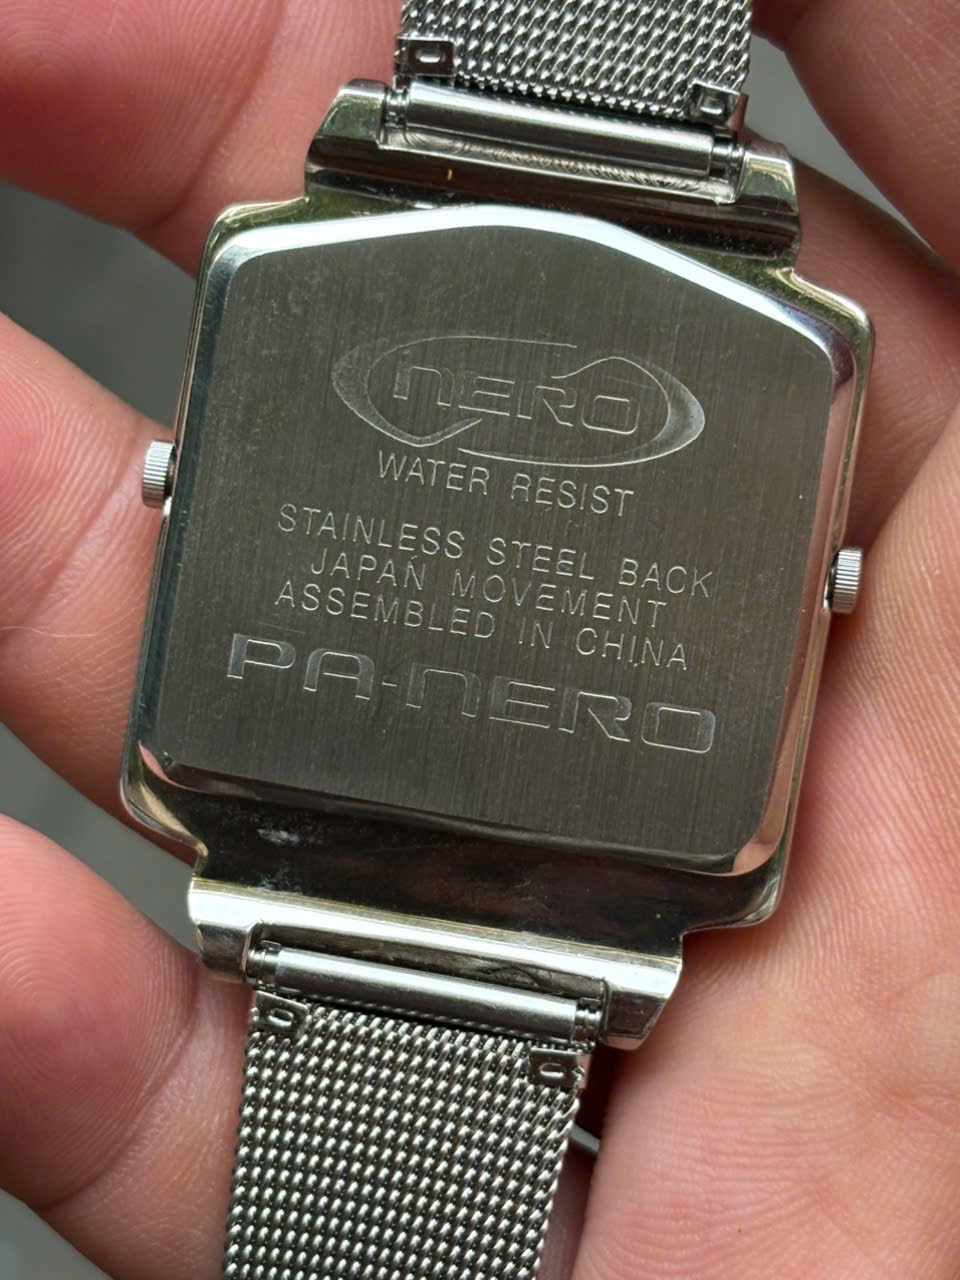 NERO
WATER RESIST
STAINLESS STEEL BACK
JAPAN MOVEMENT
ASSEMBLED IN CHINA
PA-NERO